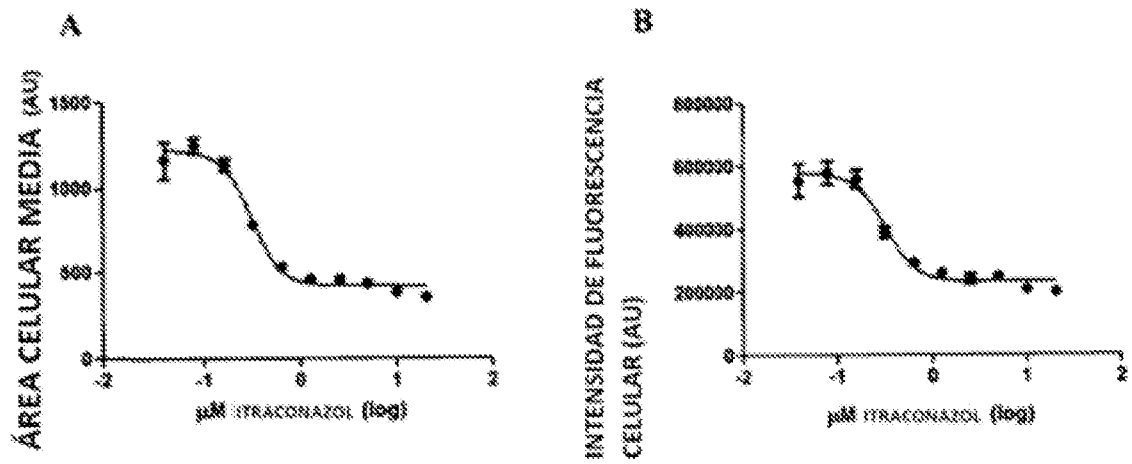 A
ÁREA CELULAR MEDIA (AU)
1500
1000
500
0
-2
-1
0
1
2
µM ITRACONAZOL (log)
B
INTENSIDAD DE FLUORESCENCIA
CELULAR (AU)
800000
600000
400000
200000
0
-2
-1
0
1
2
µM ITRACONAZOL (log)